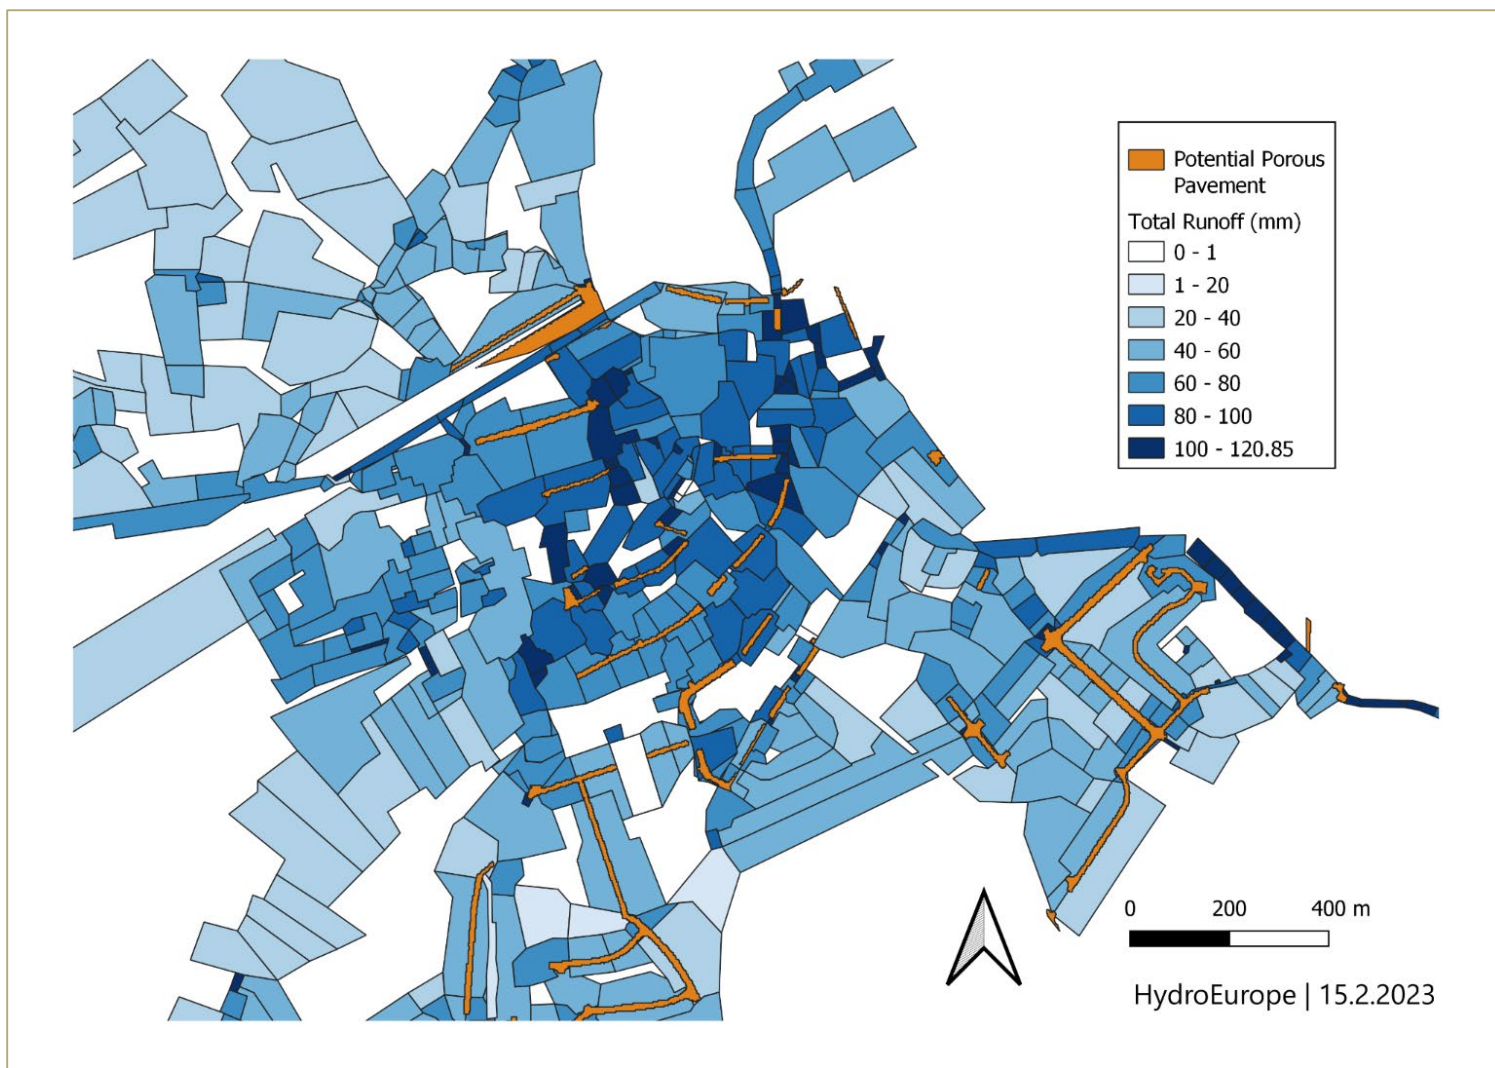 Potential Porous
Pavement
Total Runoff (mm)
0 - 1
1 - 20
20 - 40
40 - 60
60 - 80
80 - 100
100 - 120.85
0 200 400 m
HydroEurope | 15.2.2023